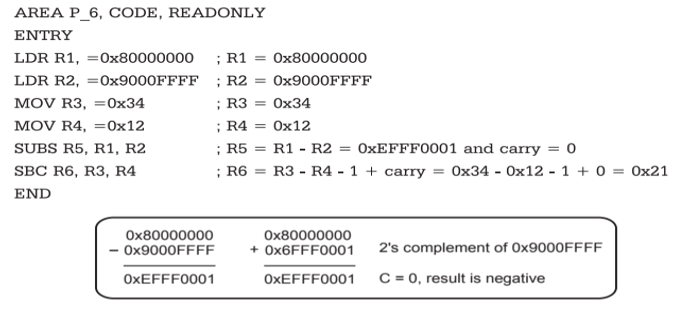 AREA P_6, CODE, READONLY
ENTRY
LDR R1, =0x80000000 ; R1 = 0x80000000
LDR R2, =0x9000FFFF ; R2 = 0x9000FFFF
MOV R3, =0x34 ; R3 = 0x34
MOV R4, =0x12 ; R4 = 0x12
SUBS R5, R1, R2 ; R5 = R1 - R2 = 0xEFFF0001 and carry = 0
SBC R6, R3, R4 ; R6 = R3 - R4 - 1 + carry = 0x34 - 0x12 - 1 + 0 = 0x21
END
0x80000000 0x80000000
– 0x9000FFFF + 0x6FFF0001 2's complement of 0x9000FFFF
0xEFFF0001 0xEFFF0001 C = 0, result is negative